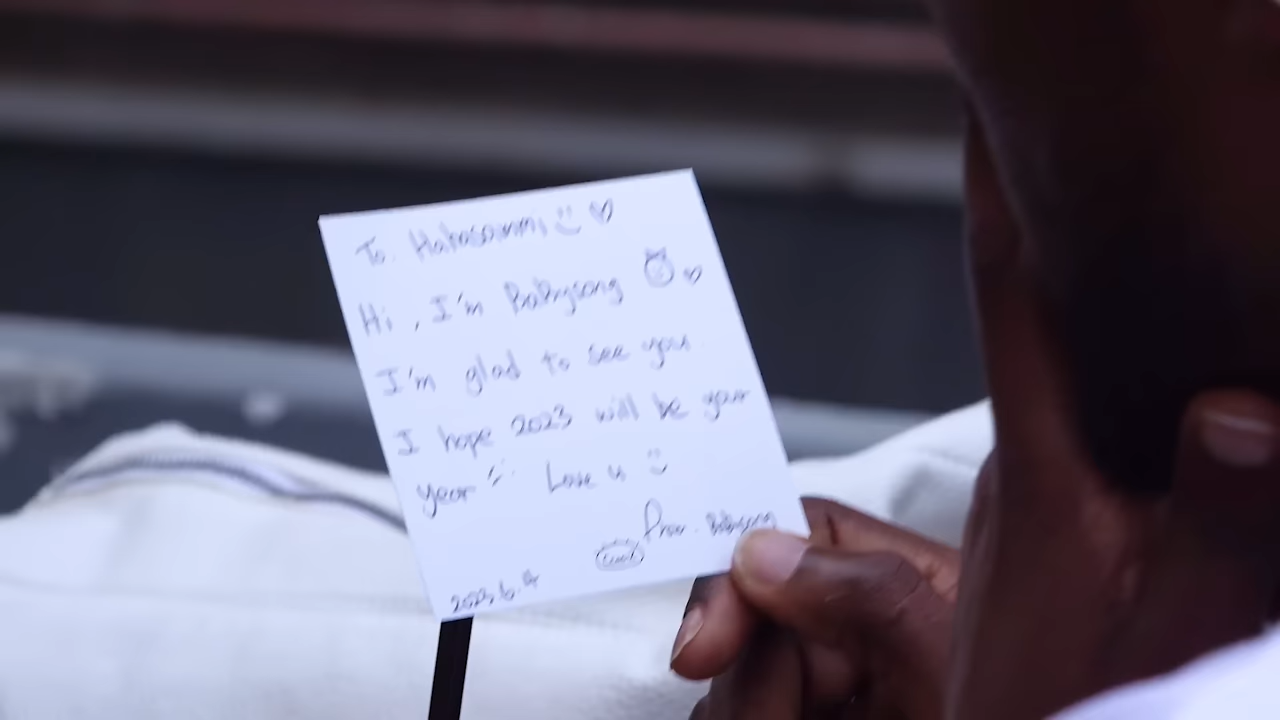 To. Hahasainmi
Hi, I'm Babysong
I'm glad to see you
I hope 2023 will be your
year Love u
From. Babysong
2023.6.4